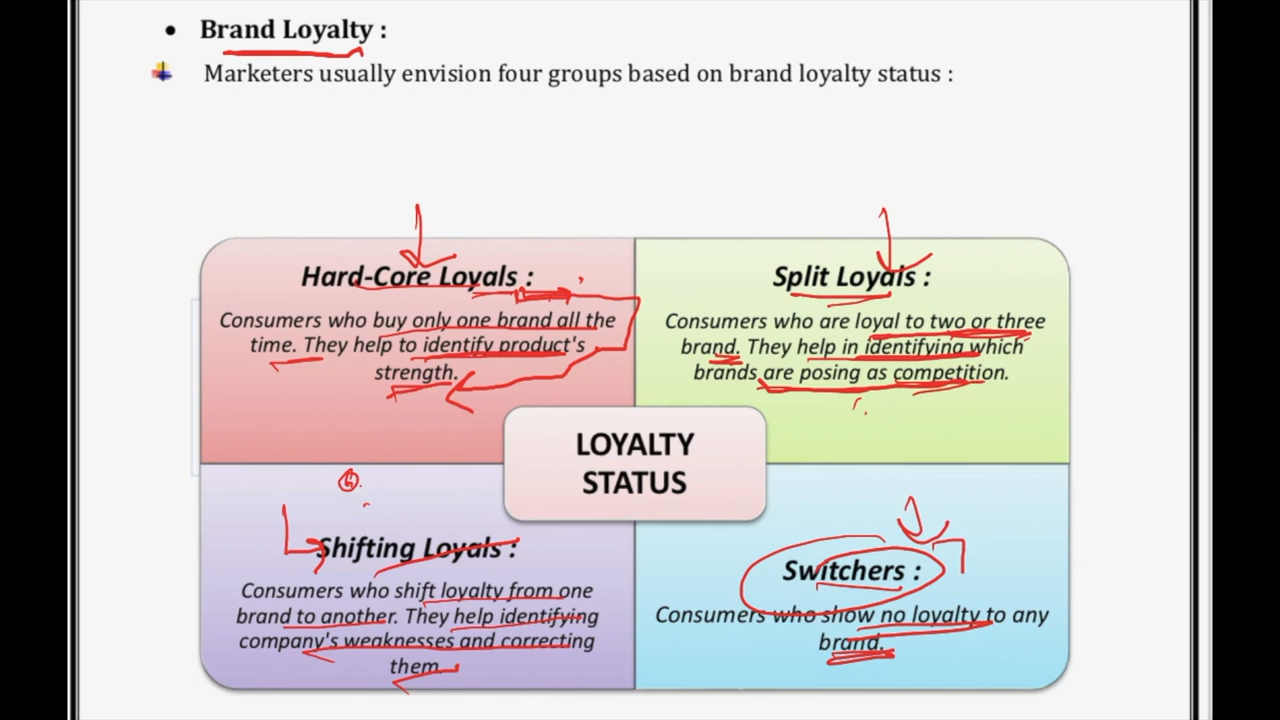 Brand Loyalty :
Marketers usually envision four groups based on brand loyalty status :
Hard-Core Loyals :
Consumers who buy only one brand all the
time. They help to identify product's
strength.
Split Loyals :
Consumers who are loyal to two or three
brand. They help in identifying which
brands are posing as competition.
LOYALTY
STATUS
Shifting Loyals :
Consumers who shift loyalty from one
brand to another. They help identifying
company's weaknesses and correcting
them.
Switchers :
Consumers who show no loyalty to any
brand.